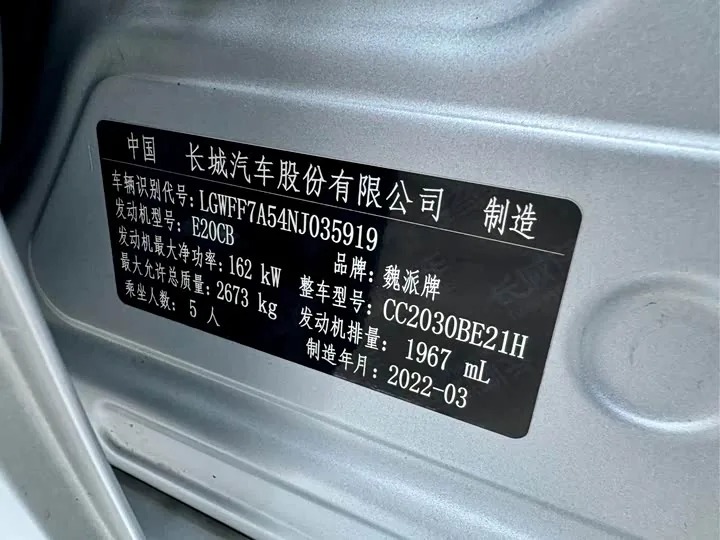 中国 长城汽车股份有限公司 制造
车辆识别代号:LGWFF7A54NJ035919
发动机型号: E20CB 品牌: 魏派牌
发动机最大净功率:162 kW 整车型号: CC2030BE21H
最大允许总质量:2673 kg 发动机排量: 1967 mL
乘坐人数: 5 人 制造年月:2022-03